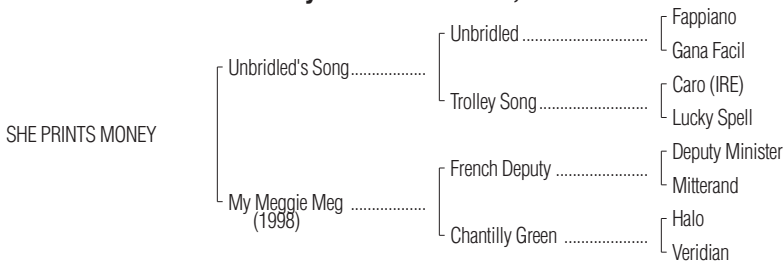 Fappiano
Unbridled ................................
Gana Facil
Unbridled's Song..................
Caro (IRE)
Trolley Song...........................
Lucky Spell
SHE PRINTS MONEY
Deputy Minister
French Deputy .......................
Mitterand
My Meggie Meg ..................
(1998)
Halo
Chantilly Green .....................
Veridian